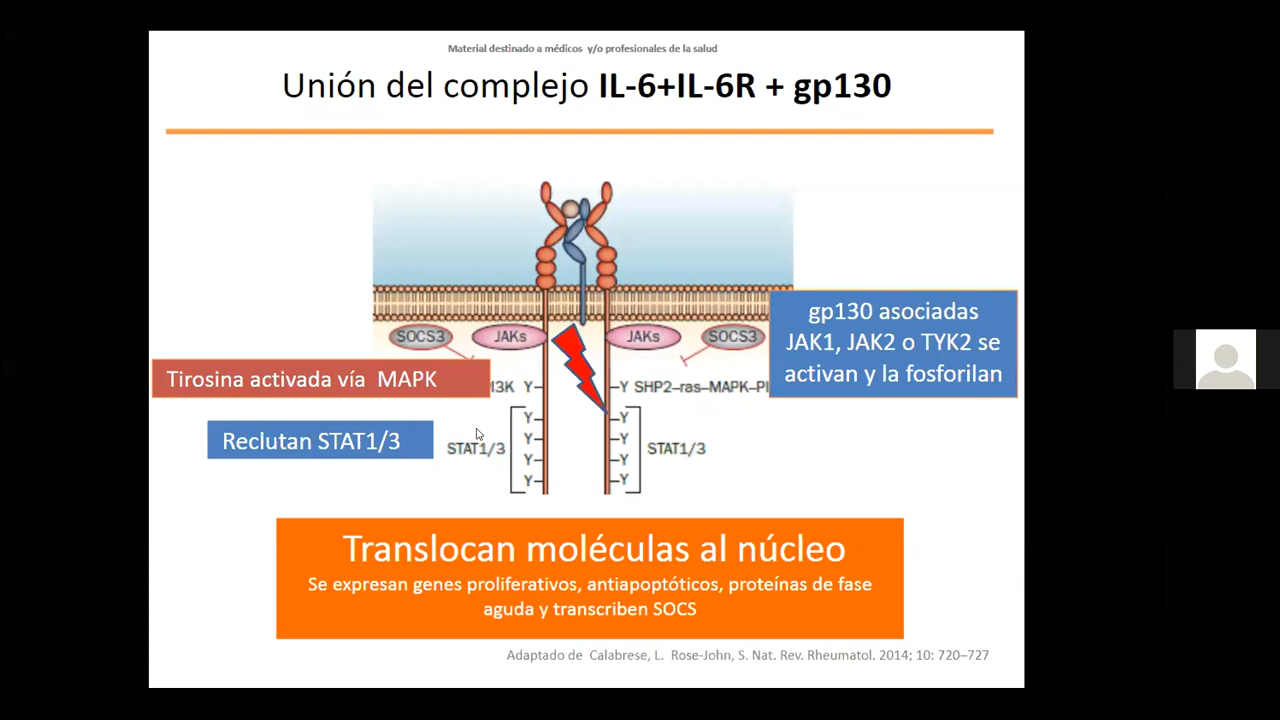 Material destinado a médicos y/o profesionales de la salud
Unión del complejo IL-6+IL-6R + gp130
SOCS3
JAKs
JAKs
SOCS3
gp130 asociadas
JAK1, JAK2 o TYK2 se
activan y la fosforilan
Tirosina activada vía MAPK
I3K Y
Y SHP2–ras–MAPK–PI
Reclutan STAT1/3
STAT1/3
Y
Y
Y
Y
Y
Y
Y
Y
STAT1/3
Translocan moléculas al núcleo
Se expresan genes proliferativos, antiapoptóticos, proteínas de fase
aguda y transcriben SOCS
Adaptado de Calabrese, L. Rose-John, S. Nat. Rev. Rheumatol. 2014; 10: 720–727